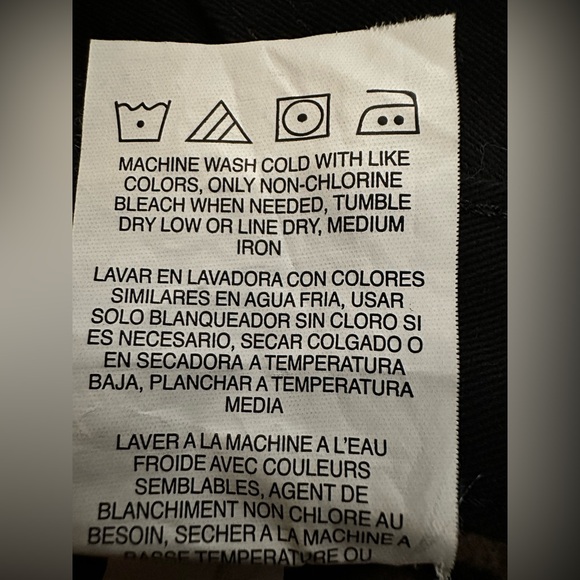 MACHINE WASH COLD WITH LIKE
COLORS, ONLY NON-CHLORINE
BLEACH WHEN NEEDED, TUMBLE
DRY LOW OR LINE DRY, MEDIUM
IRON
LAVAR EN LAVADORA CON COLORES
SIMILARES EN AGUA FRIA, USAR
SOLO BLANQUEADOR SIN CLORO SI
ES NECESARIO, SECAR COLGADO O
EN SECADORA A TEMPERATURA
BAJA, PLANCHAR A TEMPERATURA
MEDIA
LAVER A LA MACHINE A L'EAU
FROIDE AVEC COULEURS
SEMBLABLES, AGENT DE
BLANCHIMENT NON CHLORE AU
BESOIN, SECHER A LA MACHINE A
BASSE TEMPERATURE OU